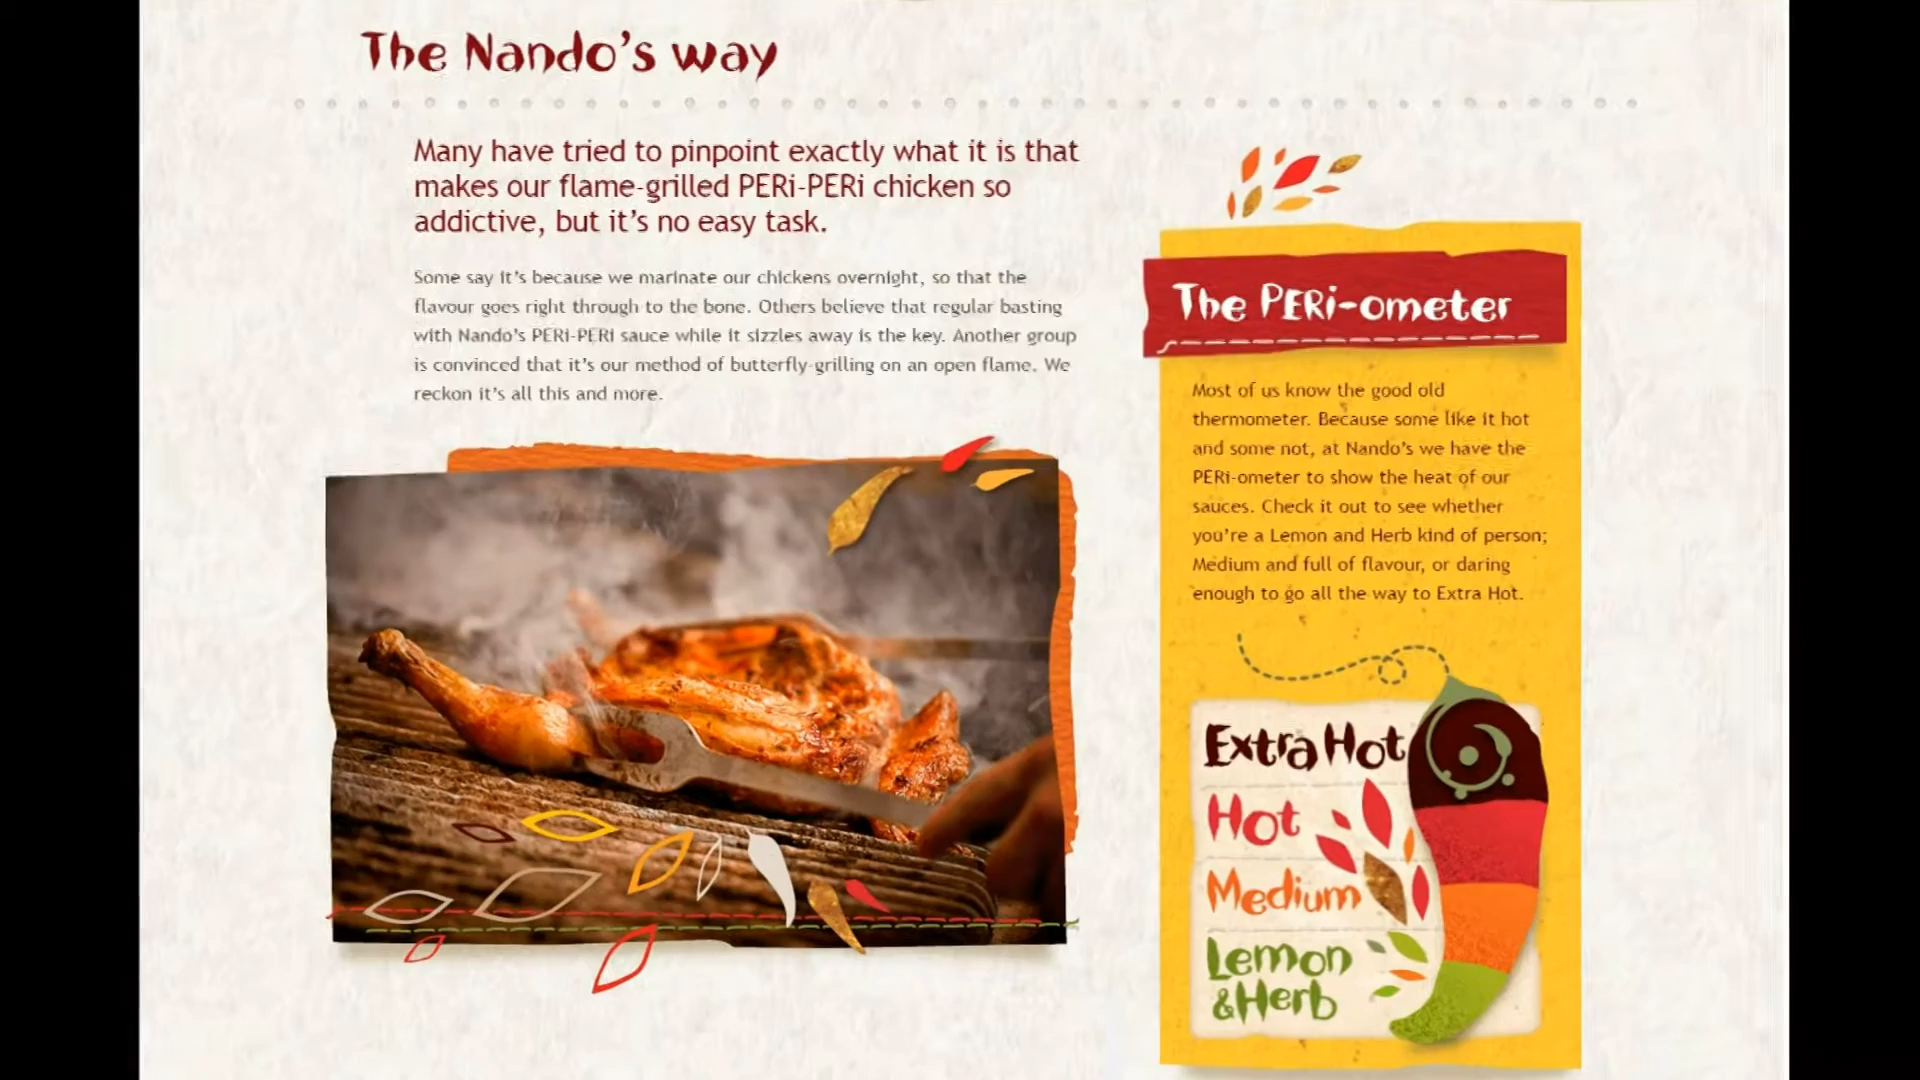 The Nando's way
Many have tried to pinpoint exactly what it is that
makes our flame-grilled PERi-PERi chicken so
addictive, but it's no easy task.
Some say it's because we marinate our chickens overnight, so that the
flavour goes right through to the bone. Others believe that regular basting
with Nando's PERi-PERi sauce while it sizzles away is the key. Another group
is convinced that it's our method of butterfly-grilling on an open flame. We
reckon it's all this and more.
The PERi-ometer
Most of us know the good old
thermometer. Because some like it hot
and some not, at Nando's we have the
PERi-ometer to show the heat of our
sauces. Check it out to see whether
you're a Lemon and Herb kind of person;
Medium and full of flavour, or daring
enough to go all the way to Extra Hot.
Extra Hot
Hot
Medium
Lemon
&Herb